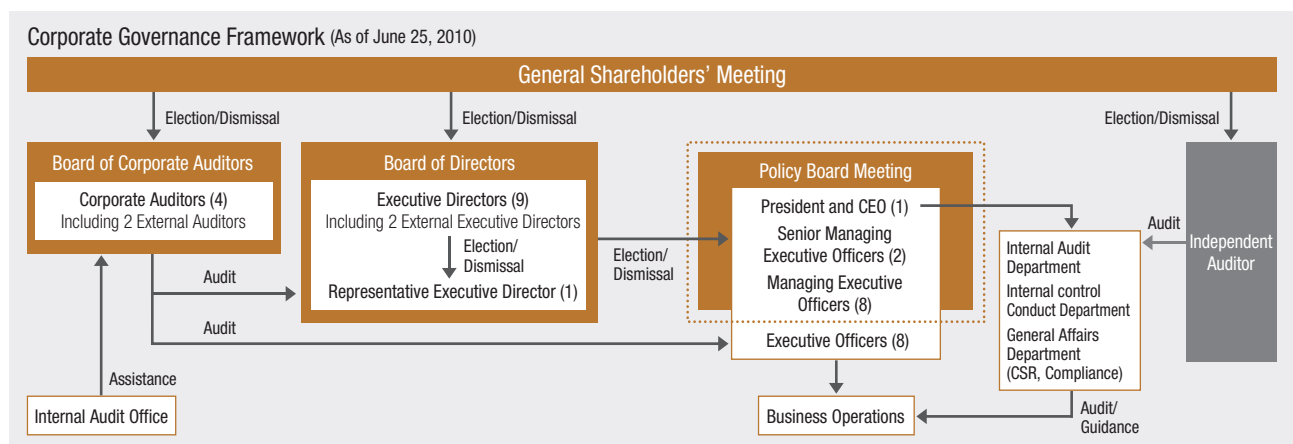 Corporate Governance Framework (As of June 25, 2010)
General Shareholders' Meeting
Election/Dismissal
Election/Dismissal
Election/Dismissal
Board of Corporate Auditors
Corporate Auditors (4)
Including 2 External Auditors
Board of Directors
Executive Directors (9)
Including 2 External Executive Directors
Election/
Dismissal
Representative Executive Director (1)
Audit
Audit
Assistance
Internal Audit Office
Election/
Dismissal
Policy Board Meeting
President and CEO (1)
Senior Managing
Executive Officers (2)
Managing Executive
Officers (8)
Executive Officers (8)
Business Operations
Internal Audit
Department
Internal control
Conduct Department
General Affairs
Department
(CSR, Compliance)
Audit/
Guidance
Audit
Independent
Auditor